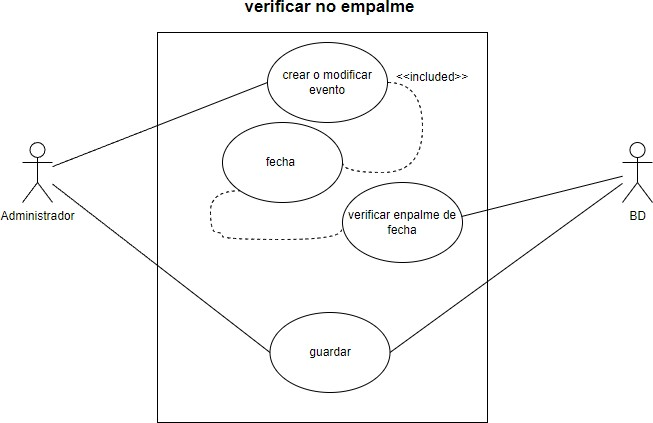 verificar no empalme
crear o modificar
evento
<<included>>
fecha
Administrador
verificar enpalme de
fecha
BD
guardar